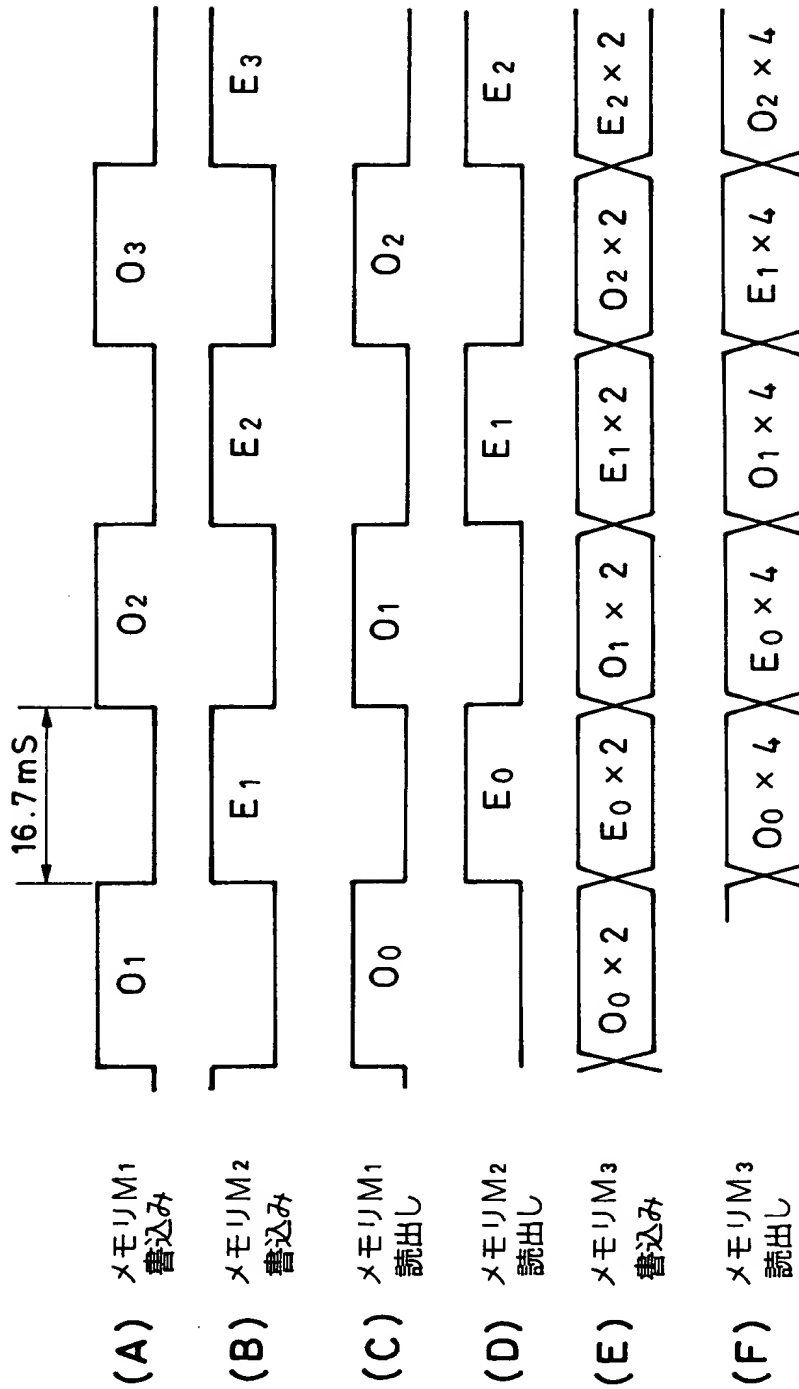 16.7mS
(A) メモリM1
書込み
O1 O2 O3
(B) メモリM2
書込み
E1 E2 E3
(C) メモリM1
読出し
O0 O1 O2
(D) メモリM2
読出し
E0 E1 E2
(E) メモリM3
書込み
O0 × 2 E0 × 2 O1 × 2 E1 × 2 O2 × 2 E2 × 2
(F) メモリM3
読出し
O0 × 4 E0 × 4 O1 × 4 E1 × 4 O2 × 4